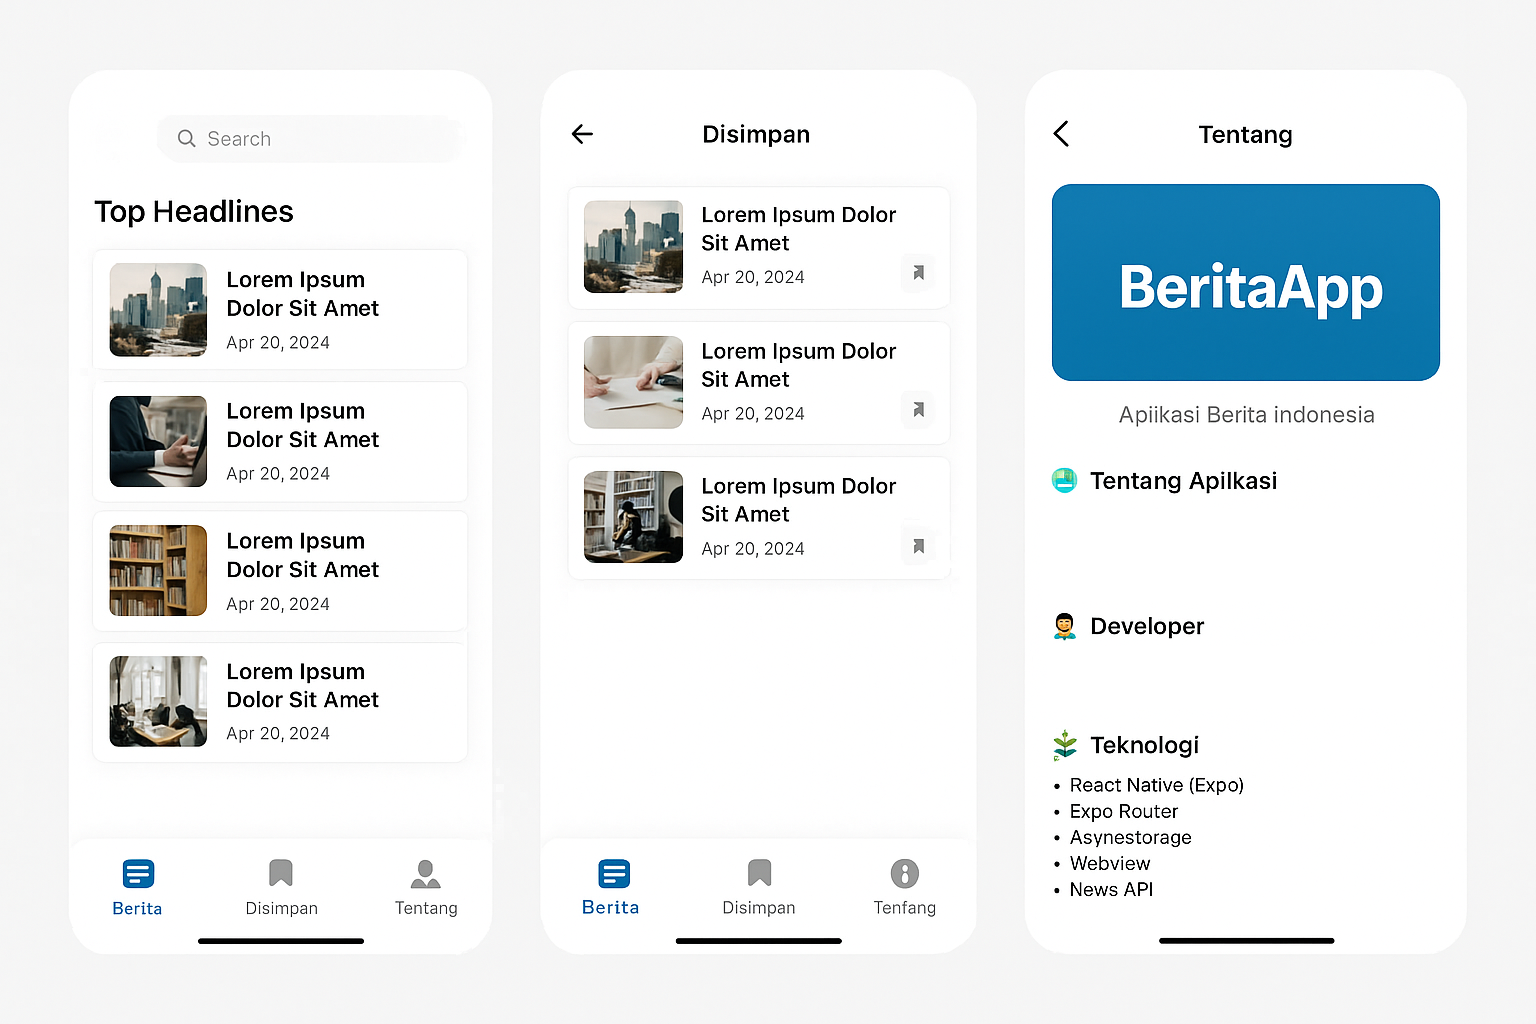 Search
Top Headlines
Lorem Ipsum
Dolor Sit Amet
Apr 20, 2024
Lorem Ipsum
Dolor Sit Amet
Apr 20, 2024
Lorem Ipsum
Dolor Sit Amet
Apr 20, 2024
Lorem Ipsum
Dolor Sit Amet
Apr 20, 2024
Berita
Disimpan
Tentang
Disimpan
Lorem Ipsum Dolor
Sit Amet
Apr 20, 2024
Lorem Ipsum Dolor
Sit Amet
Apr 20, 2024
Lorem Ipsum Dolor
Sit Amet
Apr 20, 2024
Berita
Disimpan
Tenfang
Tentang
BeritaApp
Apiikasi Berita indonesia
Tentang Apilkasi
Developer
Teknologi
• React Native (Expo)
• Expo Router
• Asynestorage
• Webview
• News API